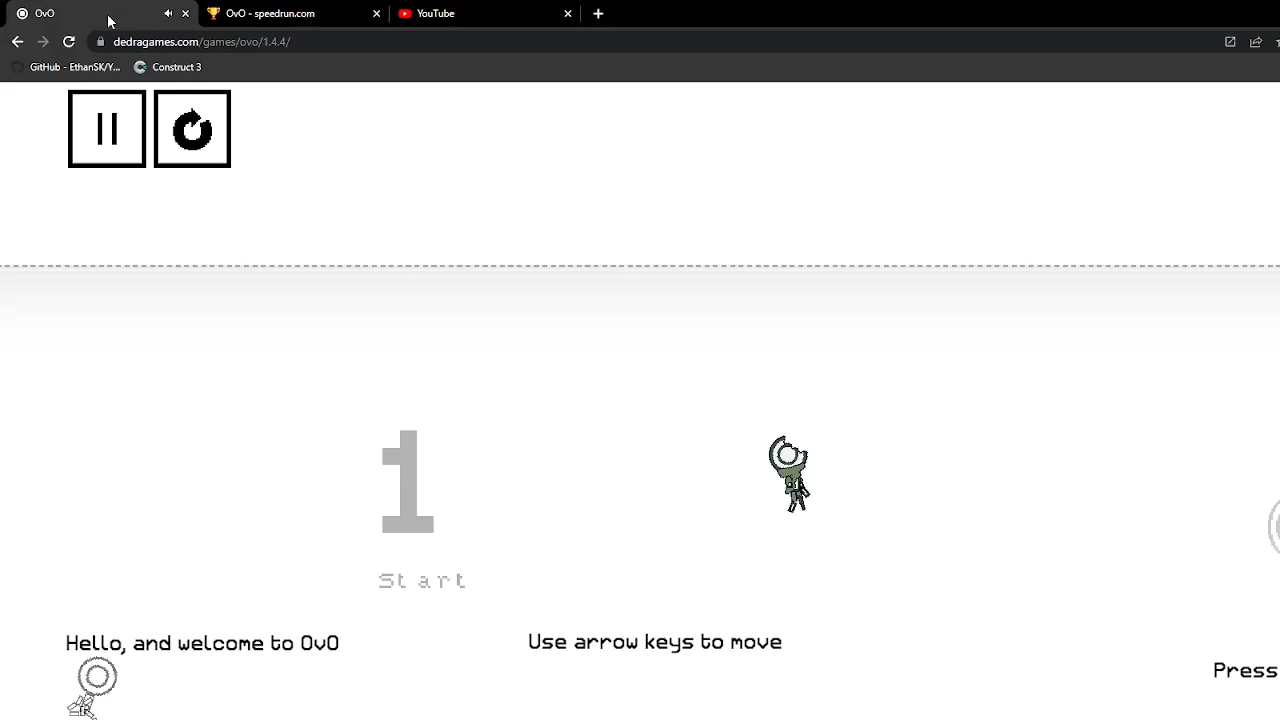 OvO
OvO - speedrun.com
YouTube
dedragames.com/games/ovo/1.4.4/
GitHub - EthanSK/Y...
Construct 3
1
Start
Hello, and welcome to OvO
Use arrow keys to move
Press